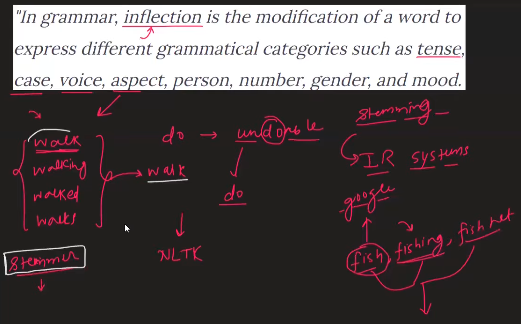 "In grammar, inflection is the modification of a word to
express different grammatical categories such as tense,
case, voice, aspect, person, number, gender, and mood.
walk
walking
walked
walks
walk
stemmer
do → undoable
do
NLTK
stemming
IR systems
google
fish, fishing, fishnet